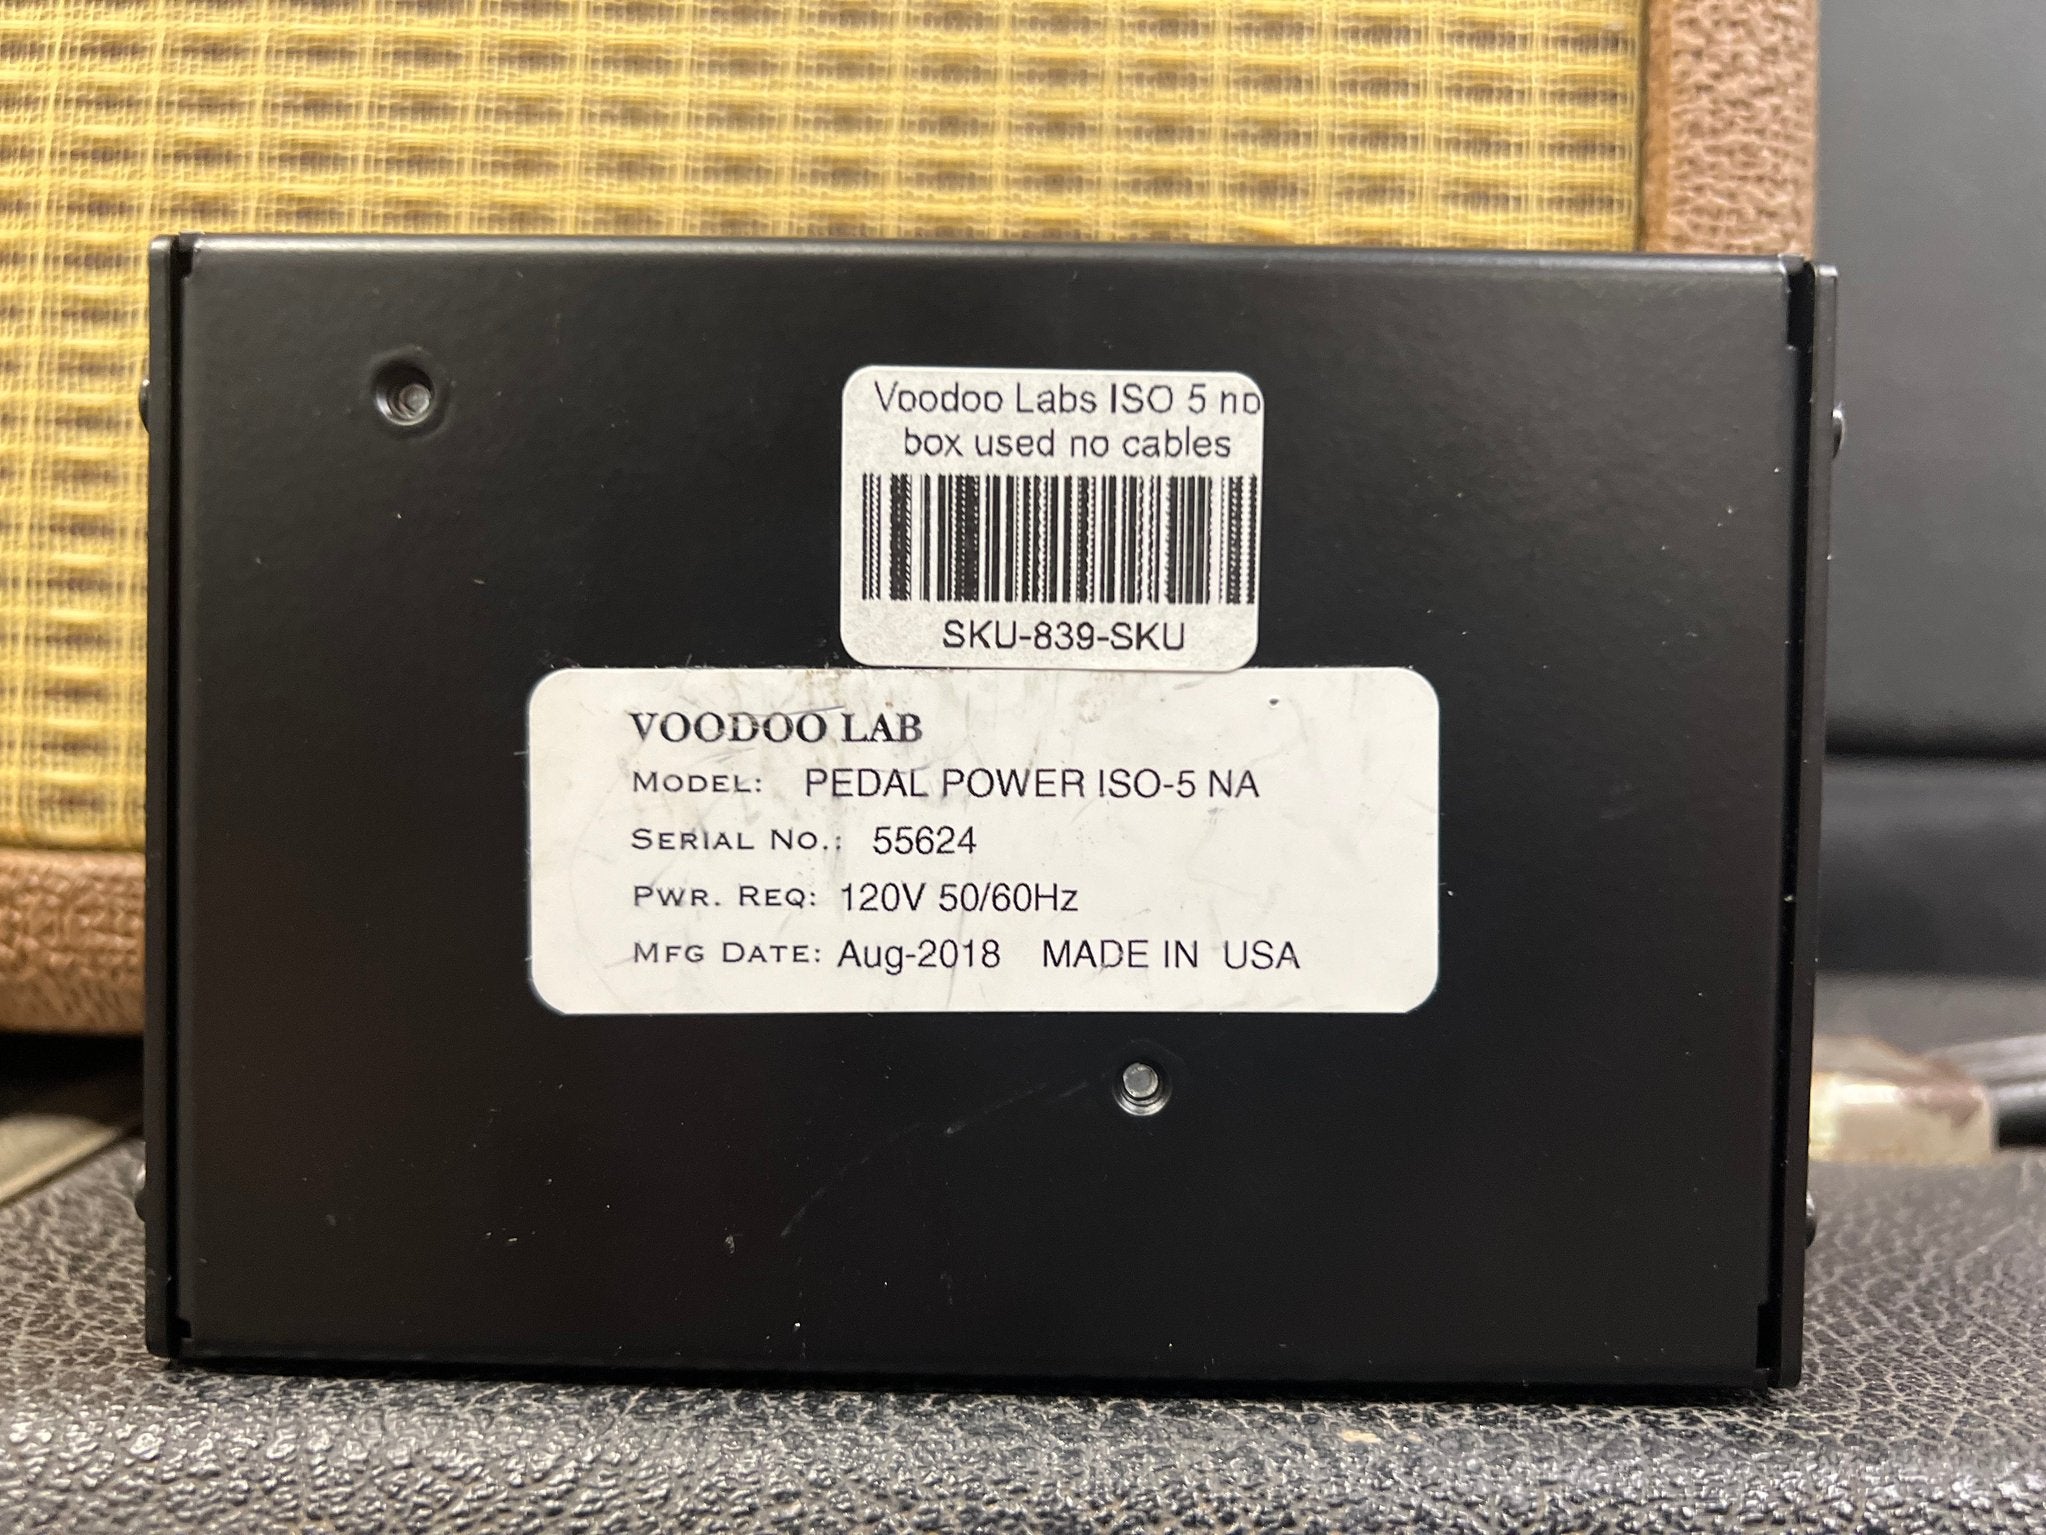 Voodoo Labs ISO 5 no
box used no cables
SKU-839-SKU
VOODOO LAB
MODEL: PEDAL POWER ISO-5 NA
SERIAL NO.: 55624
PWR. REQ: 120V 50/60Hz
MFG DATE: Aug-2018 MADE IN USA